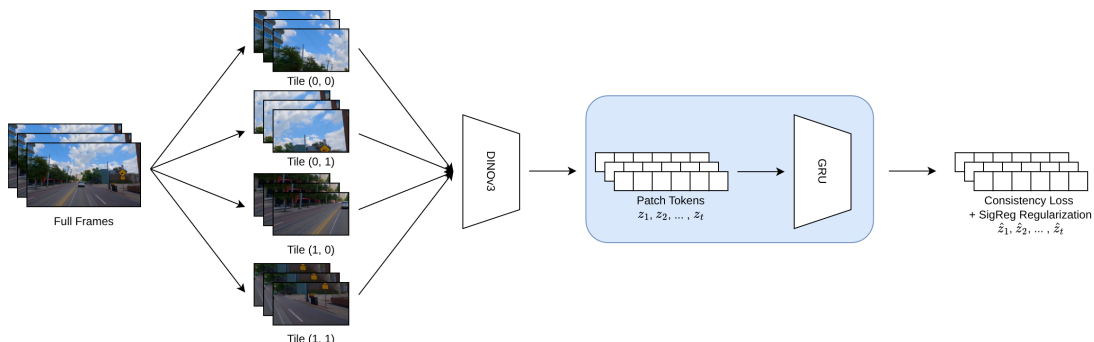 Full Frames
Tile (0, 0)
Tile (0, 1)
Tile (1, 0)
Tile (1, 1)
DINOv3
Patch Tokens
z₁, z₂, ... , zₜ
GRU
Consistency Loss
+ SigReg Regularization
ẑ₁, ẑ₂, ... , ẑₜ